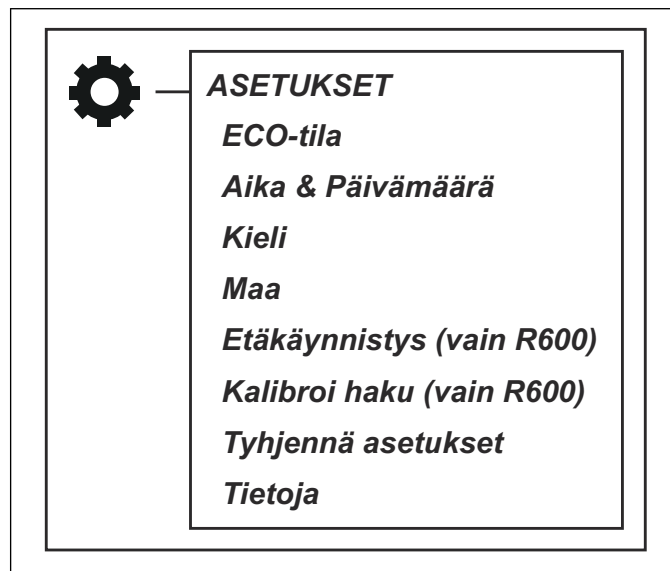 ASETUKSET
ECO-tila
Aika & Päivämäärä
Kieli
Maa
Etäkäynnistys (vain R600)
Kalibroi haku (vain R600)
Tyhjennä asetukset
Tietoja